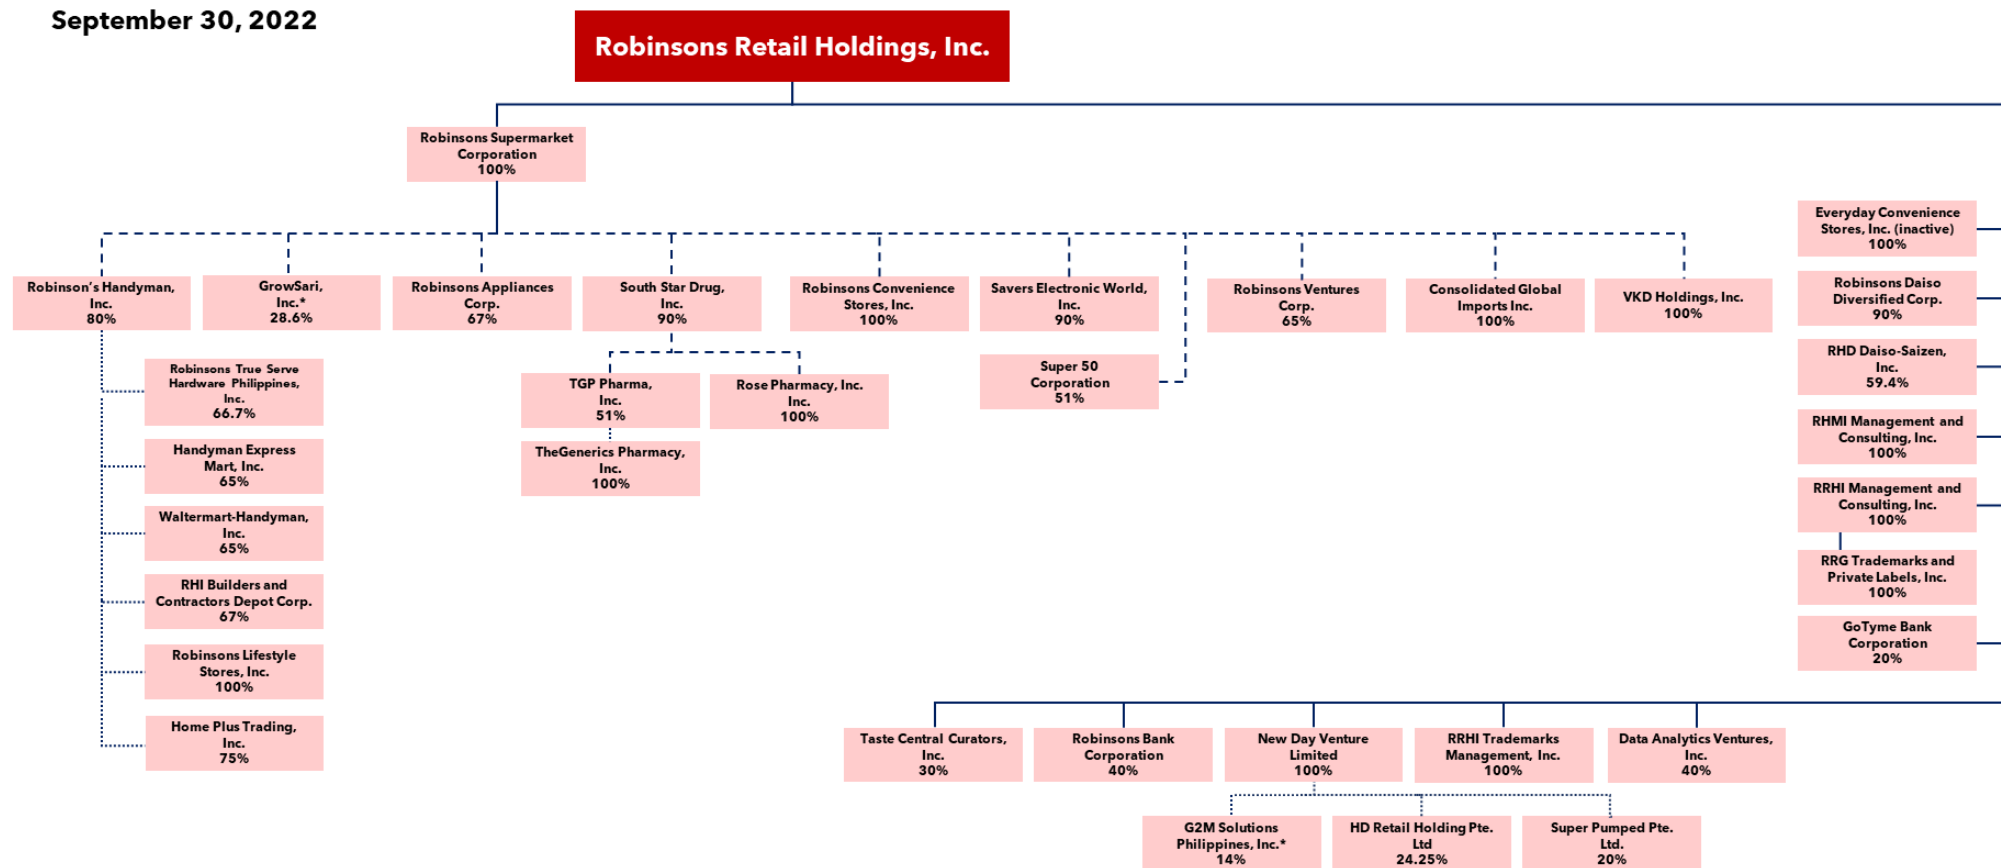 September 30, 2022
Robinsons Retail Holdings, Inc.
Robinsons Supermarket
Corporation
100%
Robinson’s Handyman,
Inc.
80%
GrowSari,
Inc.*
28.6%
Robinsons Appliances
Corp.
67%
South Star Drug,
Inc.
90%
Robinsons Convenience
Stores, Inc.
100%
Savers Electronic World,
Inc.
90%
Robinsons Ventures
Corp.
65%
Consolidated Global
Imports Inc.
100%
VKD Holdings, Inc.
100%
Robinsons True Serve
Hardware Philippines,
Inc.
66.7%
Handyman Express
Mart, Inc.
65%
Waltermart-Handyman,
Inc.
65%
RHI Builders and
Contractors Depot Corp.
67%
Robinsons Lifestyle
Stores, Inc.
100%
Home Plus Trading,
Inc.
75%
TGP Pharma,
Inc.
51%
Rose Pharmacy, Inc.
Inc.
100%
TheGenerics Pharmacy,
Inc.
100%
Super 50
Corporation
51%
Everyday Convenience
Stores, Inc. (inactive)
100%
Robinsons Daiso
Diversified Corp.
90%
RHD Daiso-Saizen,
Inc.
59.4%
RHMI Management and
Consulting, Inc.
100%
RRHI Management and
Consulting, Inc.
100%
RRG Trademarks and
Private Labels, Inc.
100%
GoTyme Bank
Corporation
20%
Taste Central Curators,
Inc.
30%
Robinsons Bank
Corporation
40%
New Day Venture
Limited
100%
RRHI Trademarks
Management, Inc.
100%
Data Analytics Ventures,
Inc.
40%
G2M Solutions
Philippines, Inc.*
14%
HD Retail Holding Pte.
Ltd
24.25%
Super Pumped Pte.
Ltd.
20%